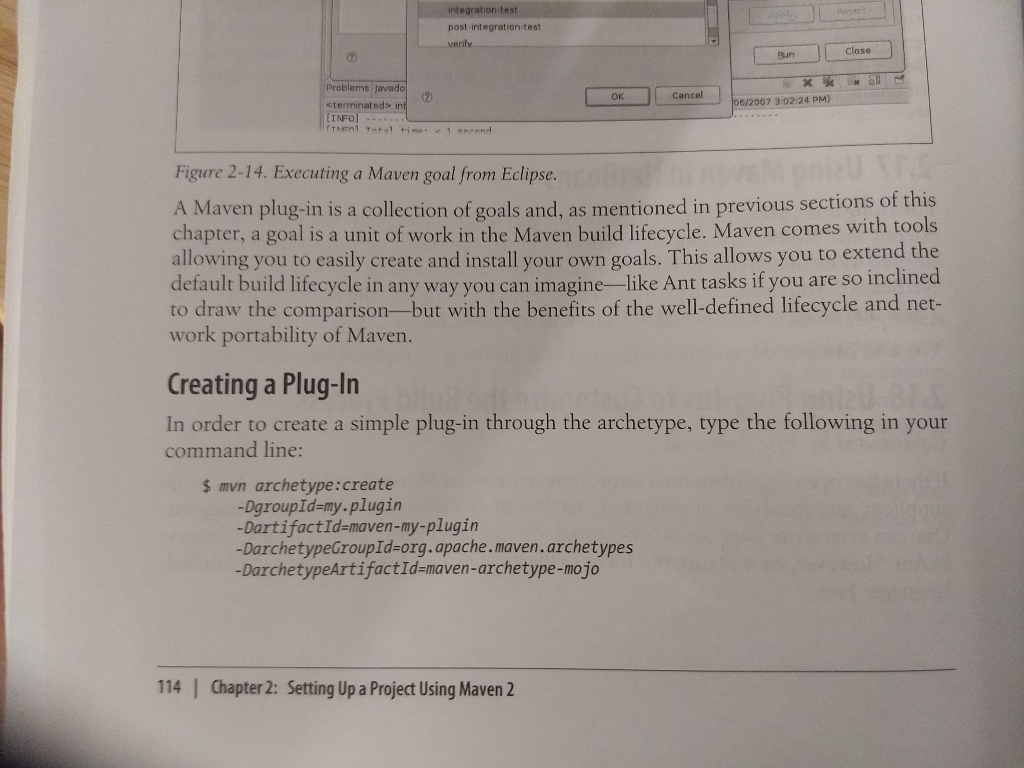 integration-test
post-integration-test
verify
Apply Revert
Run Close
Problems Javado
<terminated> int
OK Cancel
06/2007 3:02:24 PM)
[INFO] --------
[INFO] Total time: < 1 second
Figure 2-14. Executing a Maven goal from Eclipse.
A Maven plug-in is a collection of goals and, as mentioned in previous sections of this
chapter, a goal is a unit of work in the Maven build lifecycle. Maven comes with tools
allowing you to easily create and install your own goals. This allows you to extend the
default build lifecycle in any way you can imagine—like Ant tasks if you are so inclined
to draw the comparison—but with the benefits of the well-defined lifecycle and net-
work portability of Maven.
Creating a Plug-In
In order to create a simple plug-in through the archetype, type the following in your
command line:
$ mvn archetype:create
-DgroupId=my.plugin
-DartifactId=maven-my-plugin
-DarchetypeGroupId=org.apache.maven.archetypes
-DarchetypeArtifactId=maven-archetype-mojo
114 | Chapter 2: Setting Up a Project Using Maven 2